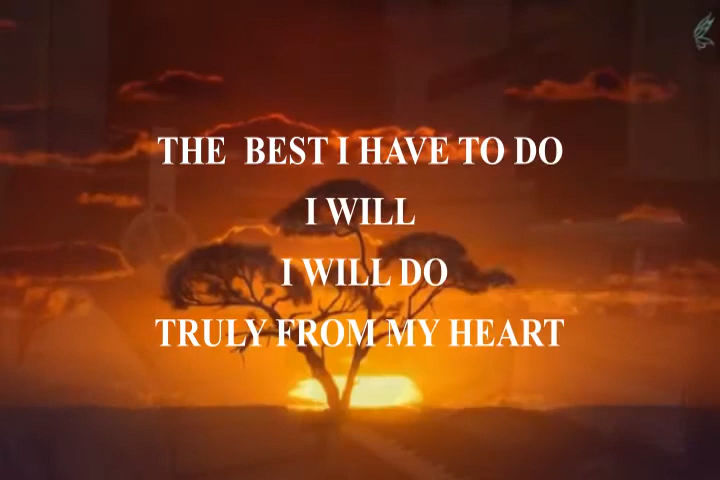 THE  BEST I HAVE TO DO
I WILL
I WILL DO
TRULY FROM MY HEART